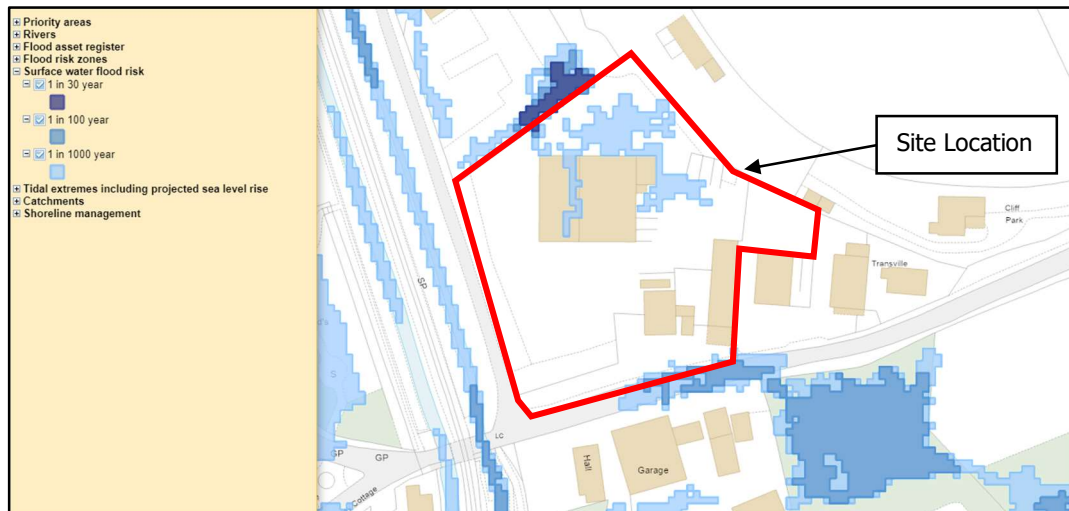 Priority areas
Rivers
Flood asset register
Flood risk zones
Surface water flood risk
1 in 30 year
1 in 100 year
1 in 1000 year
Tidal extremes including projected sea level rise
Catchments
Shoreline management
Site Location
Cliff
Park
Transville
SP
S
LC
GP
GP
Cottage
Hall
Garage